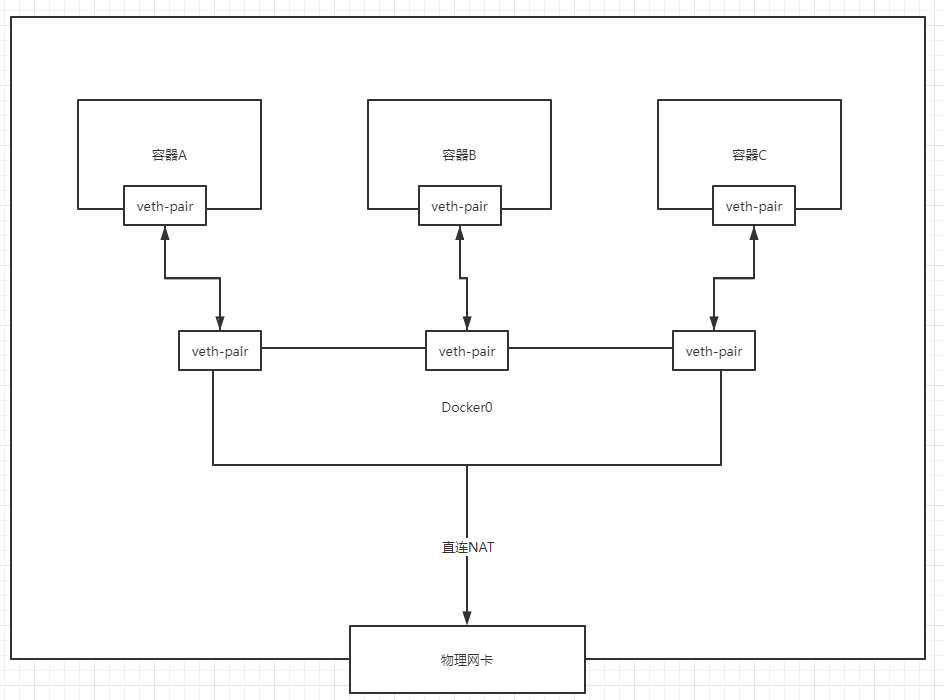 容器A
容器B
容器C
veth-pair
veth-pair
veth-pair
veth-pair
veth-pair
veth-pair
Docker0
直连NAT
物理网卡